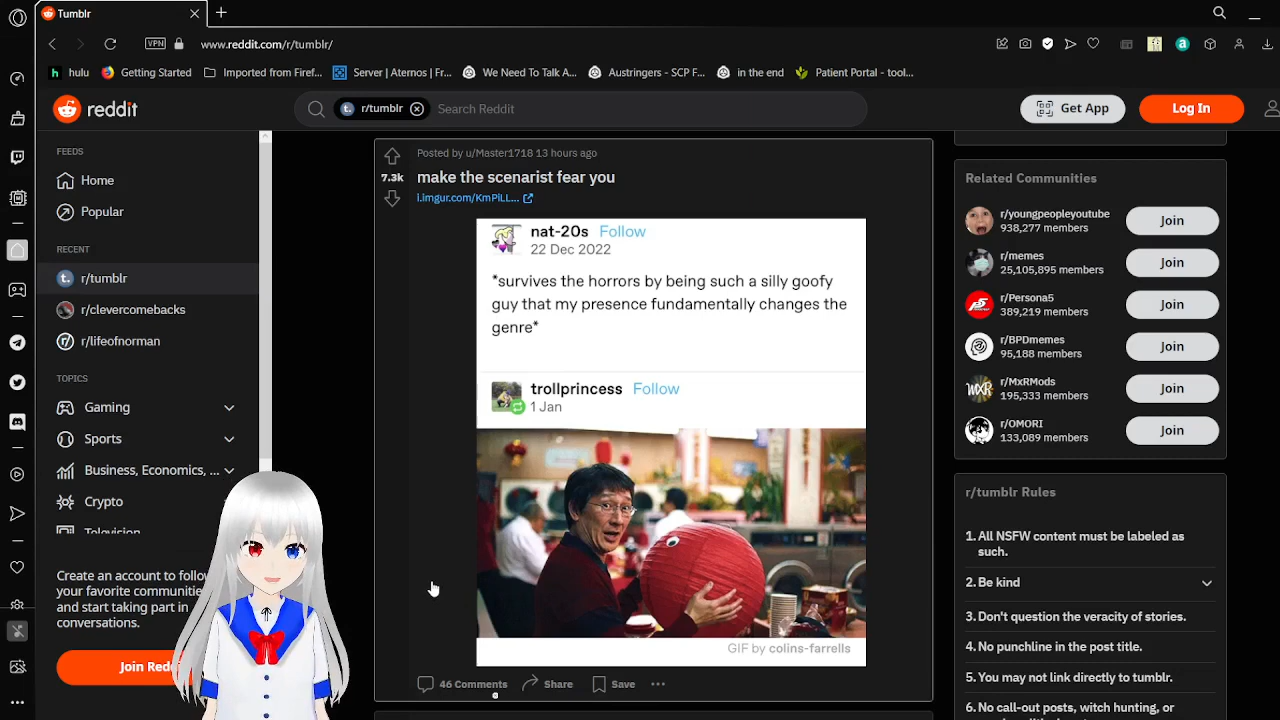 Tumblr
VPN
www.reddit.com/r/tumblr/
hulu
Getting Started
Imported from Firef...
Server | Aternos | Fr...
We Need To Talk A...
Austringers - SCP F...
in the end
Patient Portal - tool...
reddit
r/tumblr
Search Reddit
Get App
Log In
FEEDS
Home
Popular
RECENT
r/tumblr
r/clevercomebacks
r/lifeofnorman
TOPICS
Gaming
Sports
Business, Economics, ...
Crypto
Television
Create an account to follo
your favorite communitie
and start taking part in
conversations.
Join Redd
Posted by u/Master1718 13 hours ago
7.3k
make the scenarist fear you
i.imgur.com/KmPiLL...
nat-20s Follow
22 Dec 2022
*survives the horrors by being such a silly goofy
guy that my presence fundamentally changes the
genre*
trollprincess Follow
1 Jan
GIF by colins-farrells
46 Comments
Share
Save
Related Communities
r/youngpeopleyoutube
938,277 members
Join
r/memes
25,105,895 members
Join
r/Persona5
389,219 members
Join
r/BPDmemes
95,188 members
Join
r/MxRMods
195,333 members
Join
r/OMORI
133,089 members
Join
r/tumblr Rules
1. All NSFW content must be labeled as
such.
2. Be kind
3. Don't question the veracity of stories.
4. No punchline in the post title.
5. You may not link directly to tumblr.
6. No call-out posts, witch hunting, or